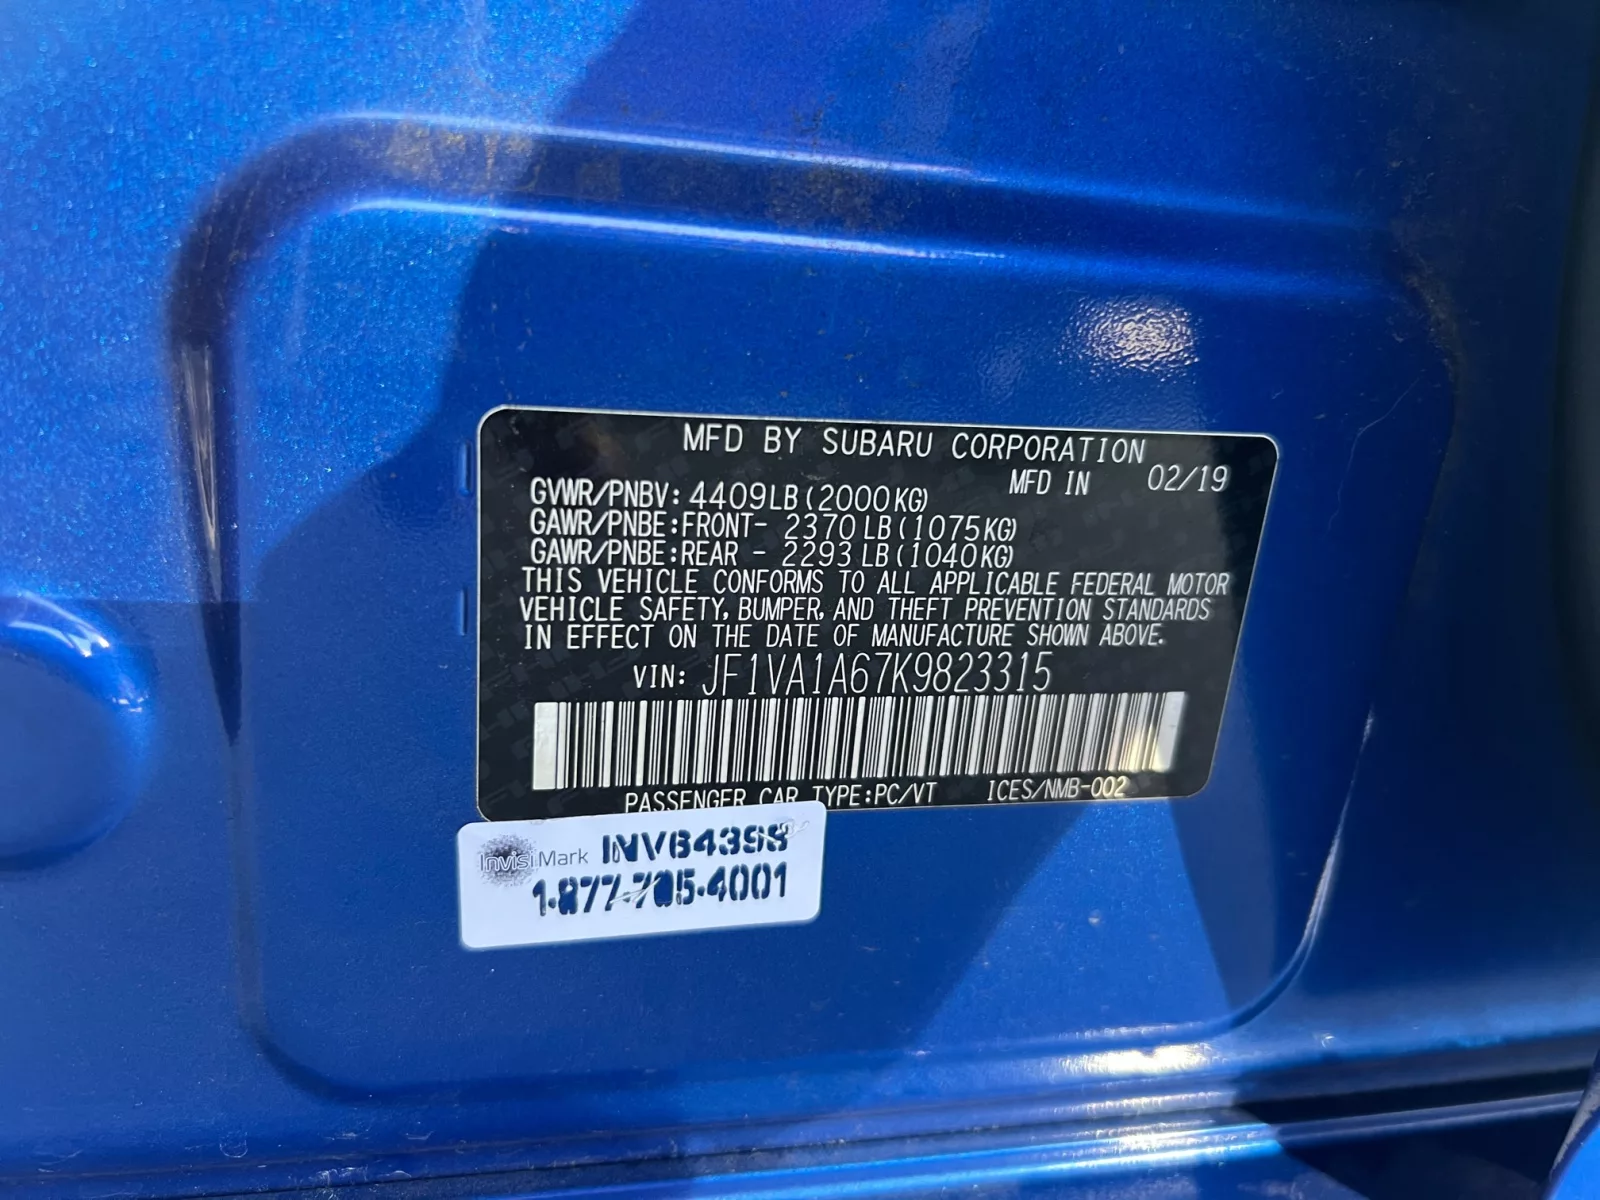 MFD BY SUBARU CORPORATION
MFD IN 02/19
GVWR/PNBV: 4409LB (2000KG)
GAWR/PNBE:FRONT- 2370 LB (1075KG)
GAWR/PNBE:REAR - 2293 LB (1040KG)
THIS VEHICLE CONFORMS TO ALL APPLICABLE FEDERAL MOTOR
VEHICLE SAFETY, BUMPER, AND THEFT PREVENTION STANDARDS
IN EFFECT ON THE DATE OF MANUFACTURE SHOWN ABOVE.
VIN: JF1VA1A67K9823315
PASSENGER CAR TYPE:PC/VT ICES/NMB-002
InvisiMark INV64398
1-877-705-4001